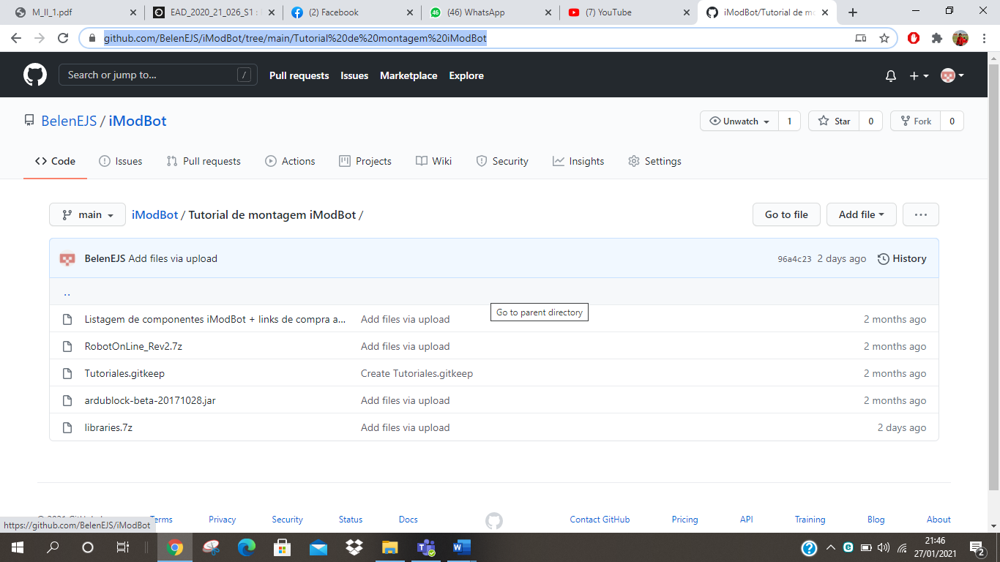 M_II_1.pdf
EAD_2020_21_026_S1 :
(2) Facebook
46
(46) WhatsApp
(7) YouTube
iModBot/Tutorial de mo
github.com/BelenEJS/iModBot/tree/main/Tutorial%20de%20montagem%20iModBot
Search or jump to...
/
Pull requests
Issues
Marketplace
Explore
BelenEJS / iModBot
Unwatch
1
Star
0
Fork
0
Code
Issues
Pull requests
Actions
Projects
Wiki
Security
Insights
Settings
main
iModBot / Tutorial de montagem iModBot /
Go to file
Add file
...
BelenEJS Add files via upload
96a4c23 2 days ago
History
..
Go to parent directory
Listagem de componentes iModBot + links de compra a...
Add files via upload
2 months ago
RobotOnLine_Rev2.7z
Add files via upload
2 months ago
Tutoriales.gitkeep
Create Tutoriales.gitkeep
2 months ago
ardublock-beta-20171028.jar
Add files via upload
2 months ago
libraries.7z
Add files via upload
2 days ago
Terms
Privacy
Security
Status
Docs
Contact GitHub
Pricing
API
Training
Blog
About
https://github.com/BelenEJS/iModBot
21:46
27/01/2021
2